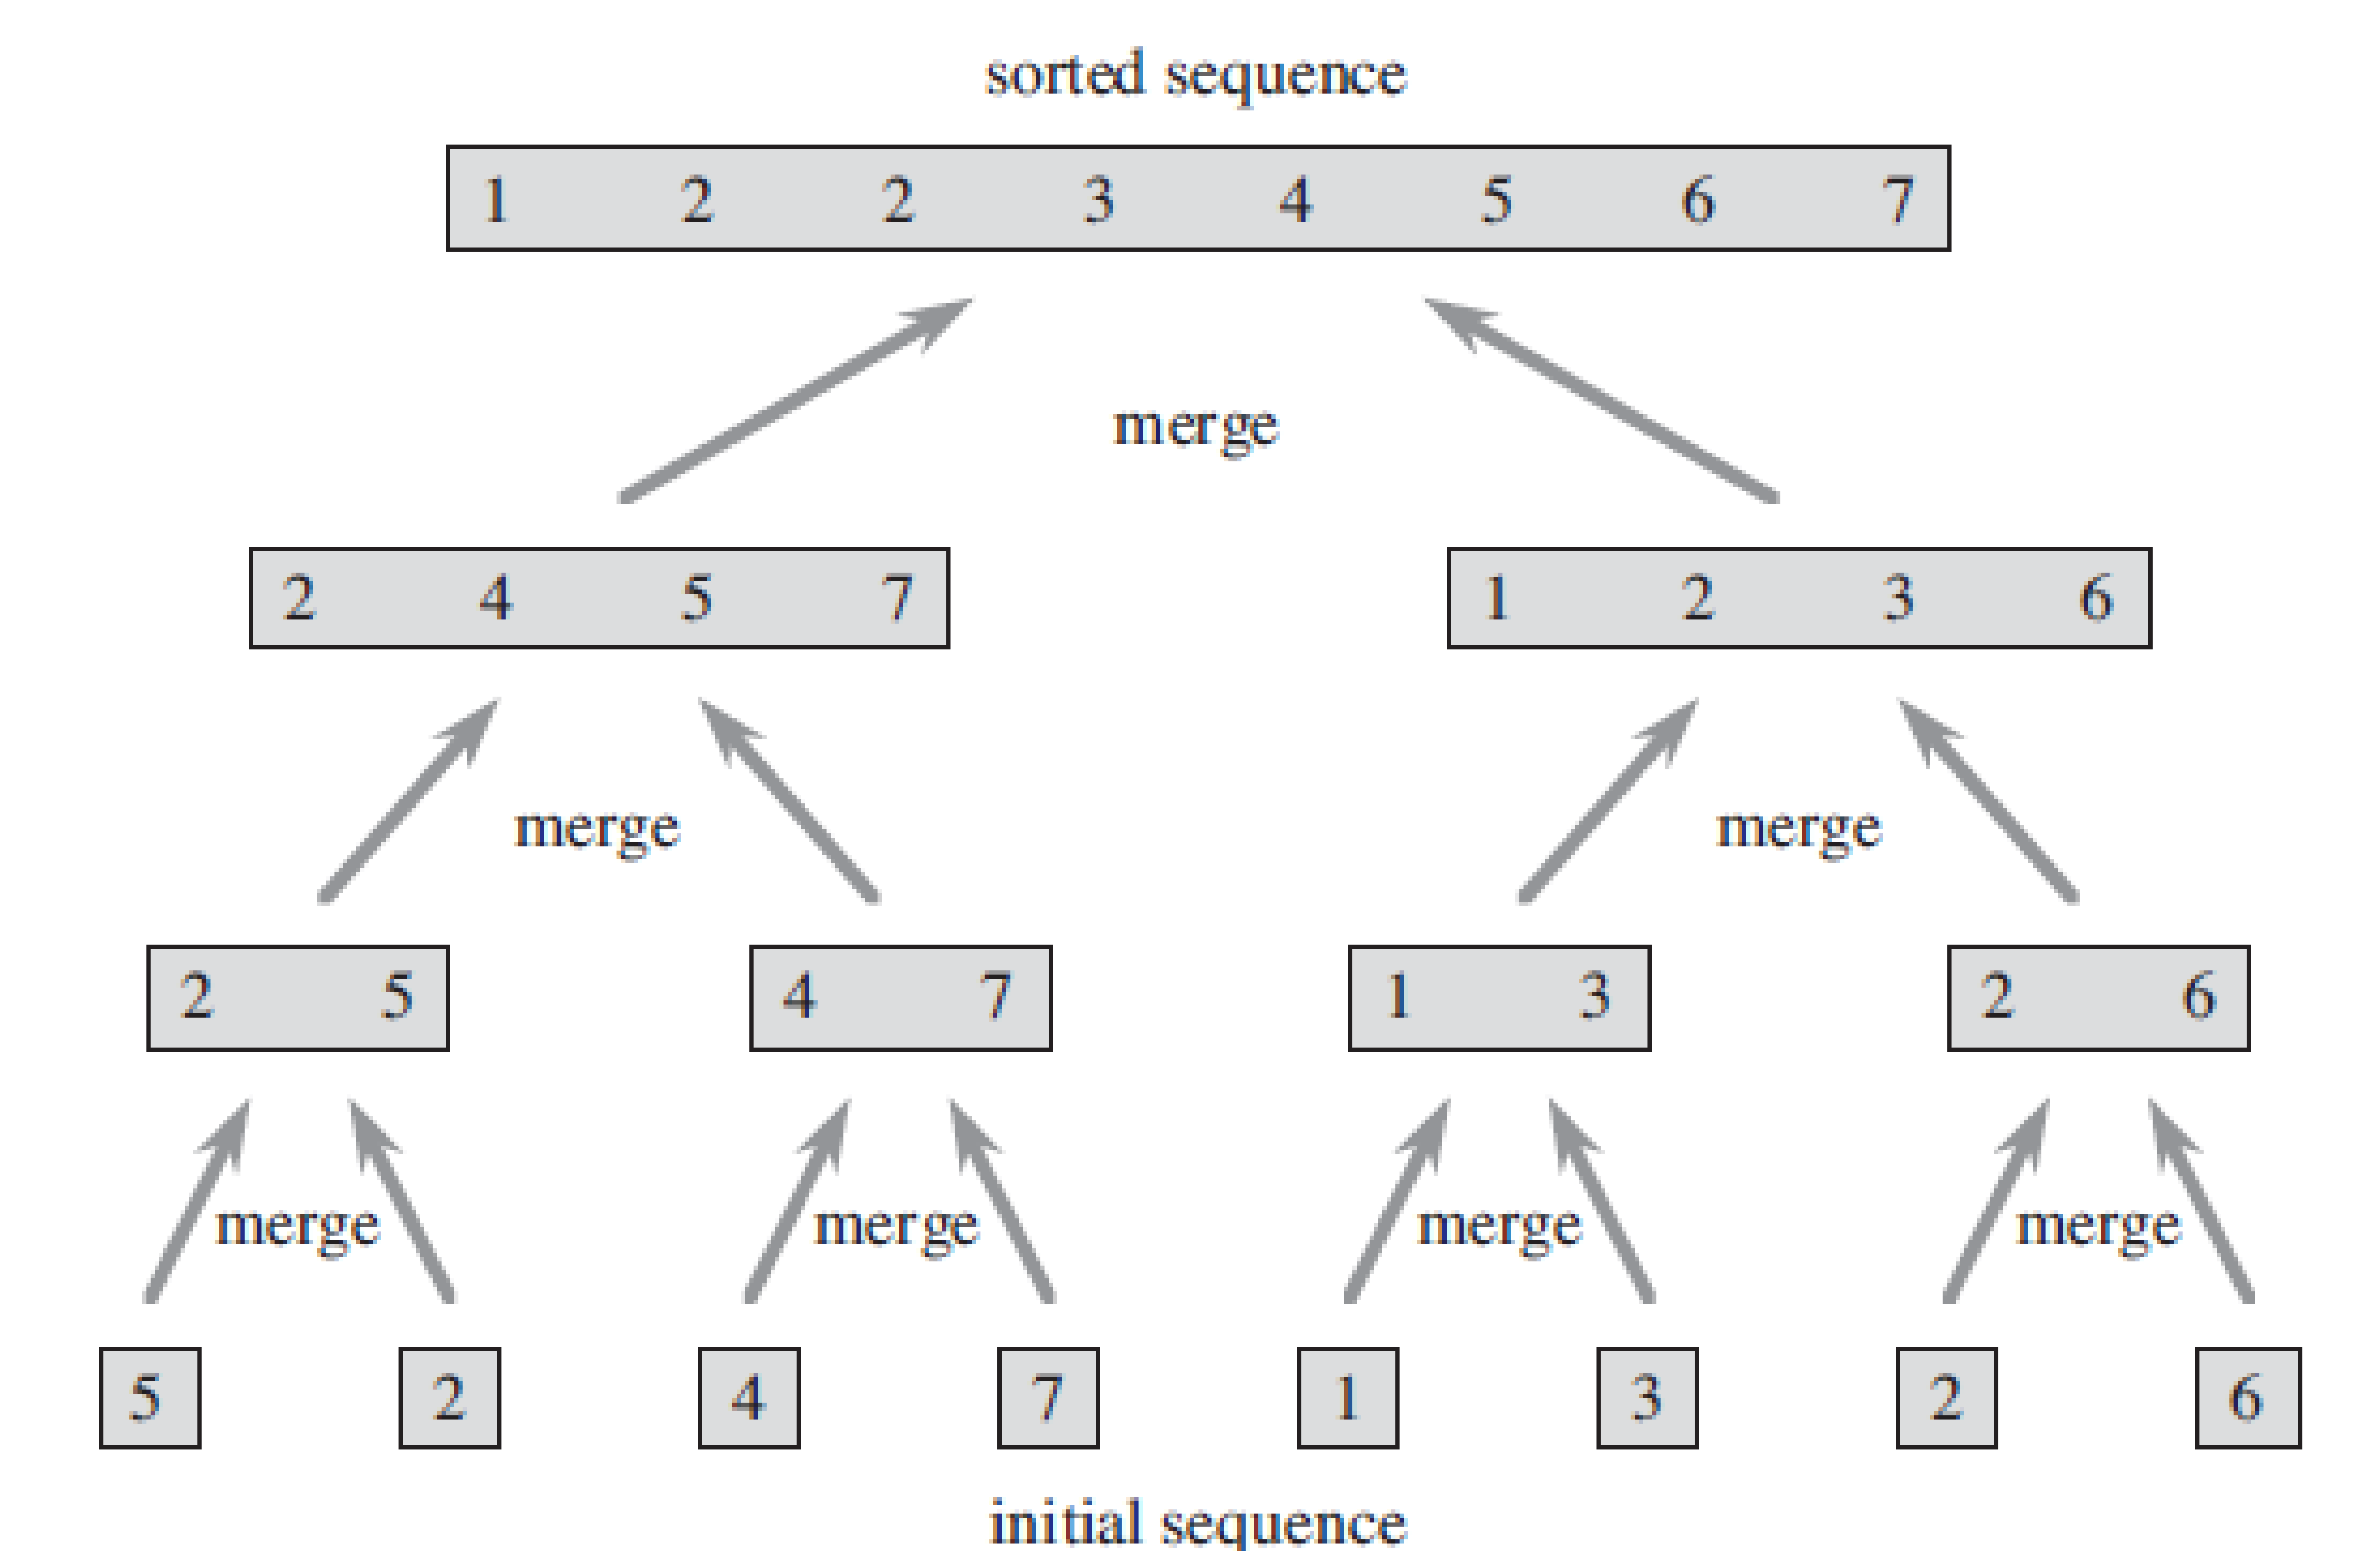 sorted sequence
1 2 2 3 4 5 6 7
merge
2 4 5 7
1 2 3 6
merge
merge
2 5
4 7
1 3
2 6
merge
merge
merge
merge
5
2
4
7
1
3
2
6
initial sequence